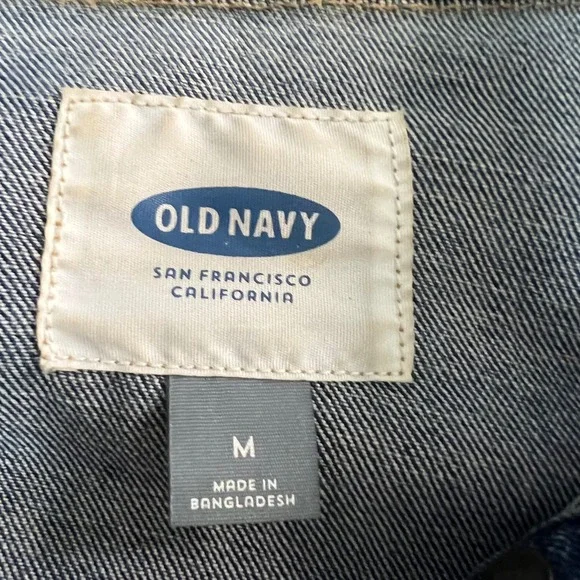 OLD NAVY
SAN FRANCISCO
CALIFORNIA
M
MADE IN
BANGLADESH